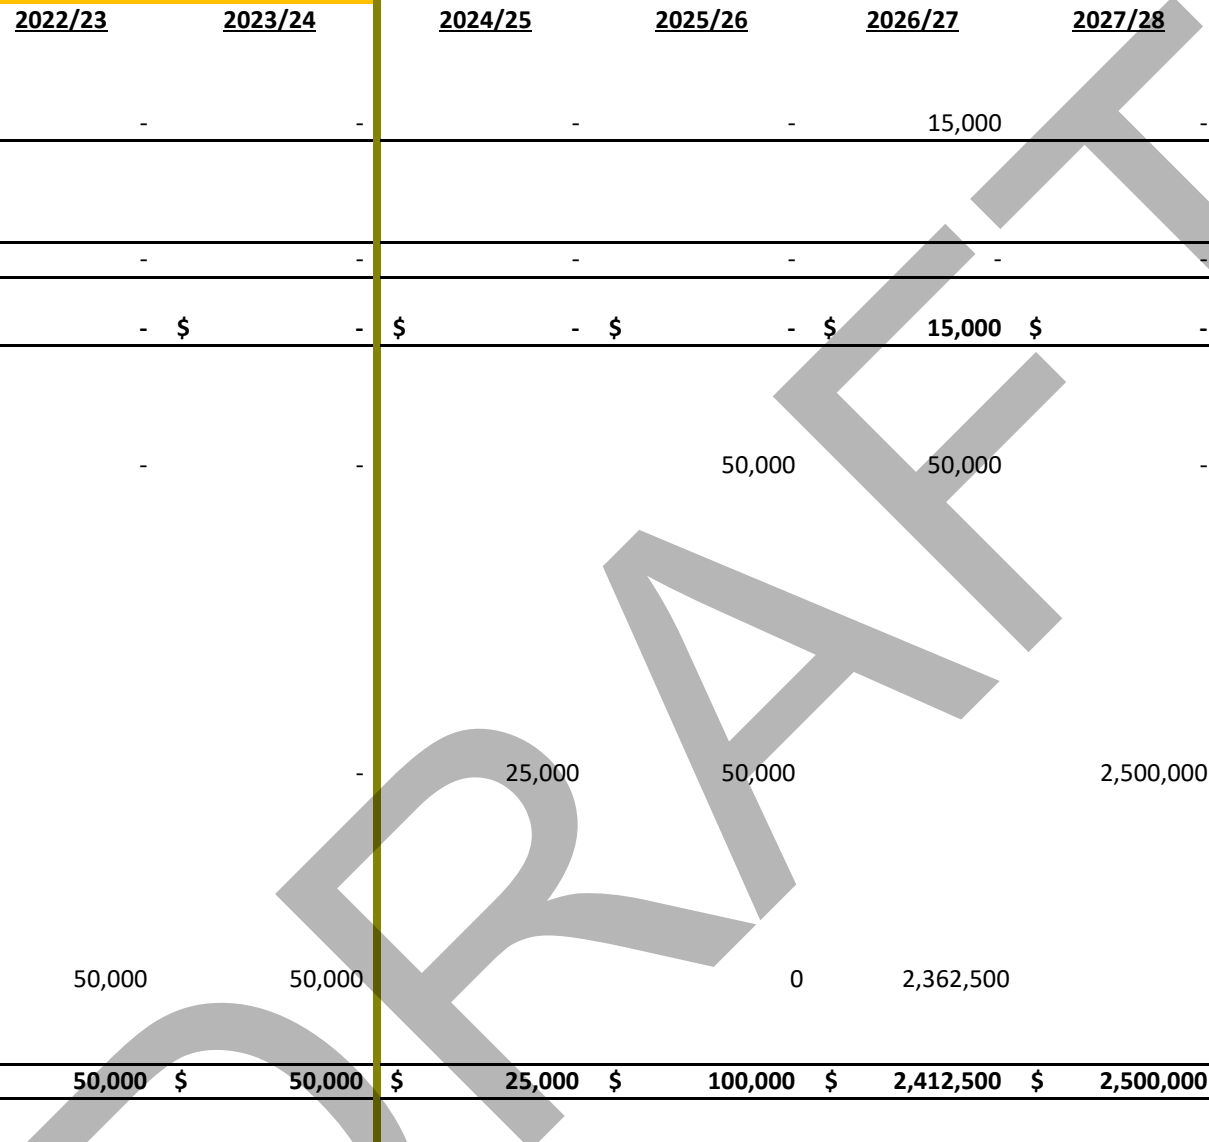 2022/23 2023/24 2024/25 2025/26 2026/27 2027/28
- - - - 15,000 -
- - - - - -
- $ - $ - $ - $ 15,000 $ -
- - 50,000 50,000 -
- 25,000 50,000 2,500,000
50,000 50,000 0 2,362,500
50,000 $ 50,000 $ 25,000 $ 100,000 $ 2,412,500 $ 2,500,000
DRAFT